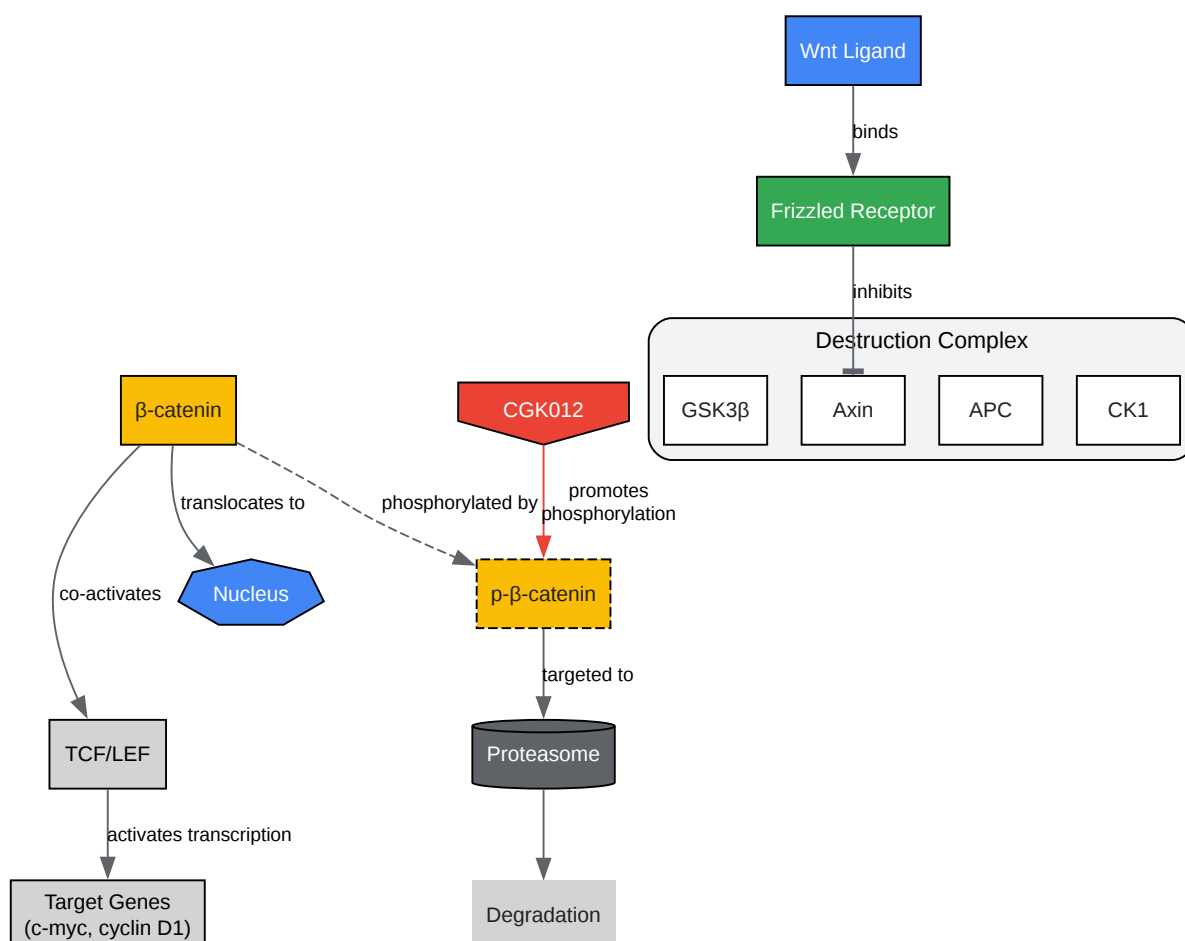 Wnt Ligand
binds
Frizzled Receptor
inhibits
Destruction Complex
GSK3β
Axin
APC
CK1
β-catenin
CGK012
translocates to
phosphorylated by
promotes
phosphorylation
co-activates
Nucleus
p-β-catenin
targeted to
TCF/LEF
Proteasome
activates transcription
Target Genes
(c-myc, cyclin D1)
Degradation